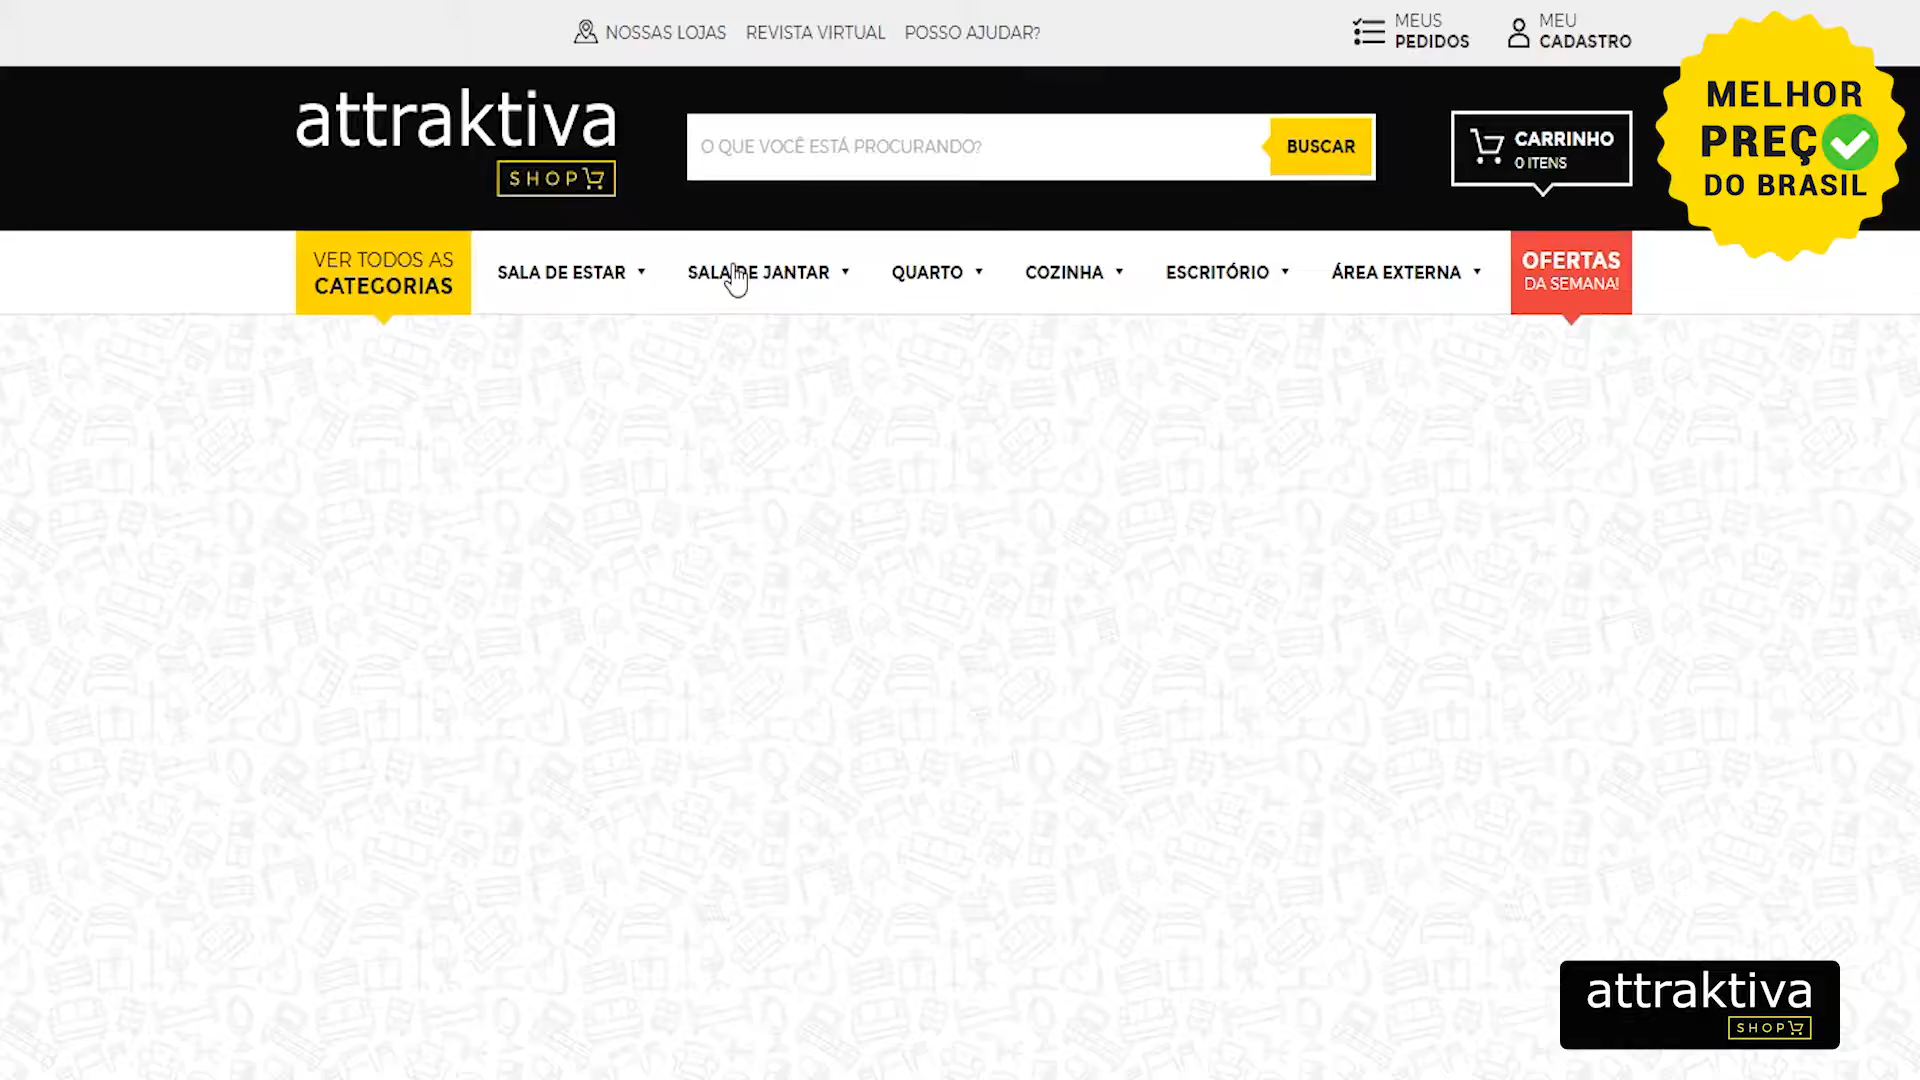 NOSSAS LOJAS REVISTA VIRTUAL POSSO AJUDAR?
MEUS
PEDIDOS
MEU
CADASTRO
attraktiva
SHOP
O QUE VOCÊ ESTÁ PROCURANDO?
BUSCAR
CARRINHO
0 ITENS
MELHOR
PREÇ
DO BRASIL
VER TODOS AS
CATEGORIAS
SALA DE ESTAR
SALA DE JANTAR
QUARTO
COZINHA
ESCRITÓRIO
ÁREA EXTERNA
OFERTAS
DA SEMANA!
attraktiva
SHOP